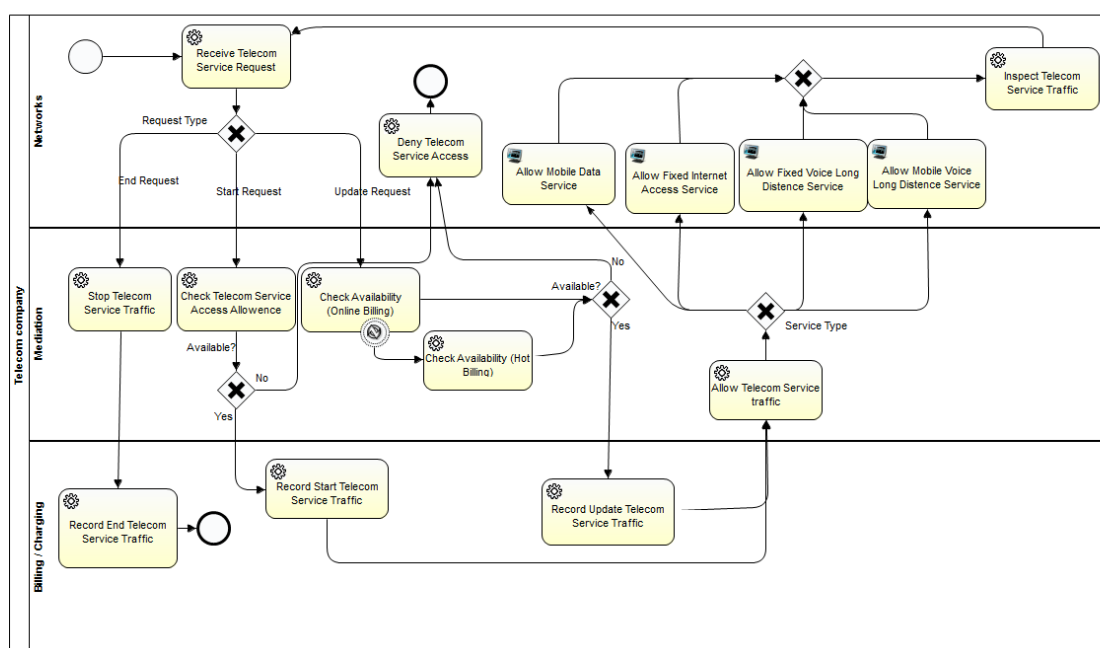 Telecom company
Networks
Mediation
Billing / Charging
Receive Telecom
Service Request
Request Type
End Request
Start Request
Update Request
Deny Telecom
Service Access
Allow Mobile Data
Service
Allow Fixed Internet
Access Service
Allow Fixed Voice Long
Distence Service
Allow Mobile Voice
Long Distence Service
Inspect Telecom
Service Traffic
Stop Telecom
Service Traffic
Check Telecom Service
Access Allowence
Available?
No
Yes
Check Availability
(Online Billing)
Check Availability (Hot
Billing)
Available?
No
Yes
Service Type
Allow Telecom Service
traffic
Record End Telecom
Service Traffic
Record Start Telecom
Service Traffic
Record Update Telecom
Service Traffic